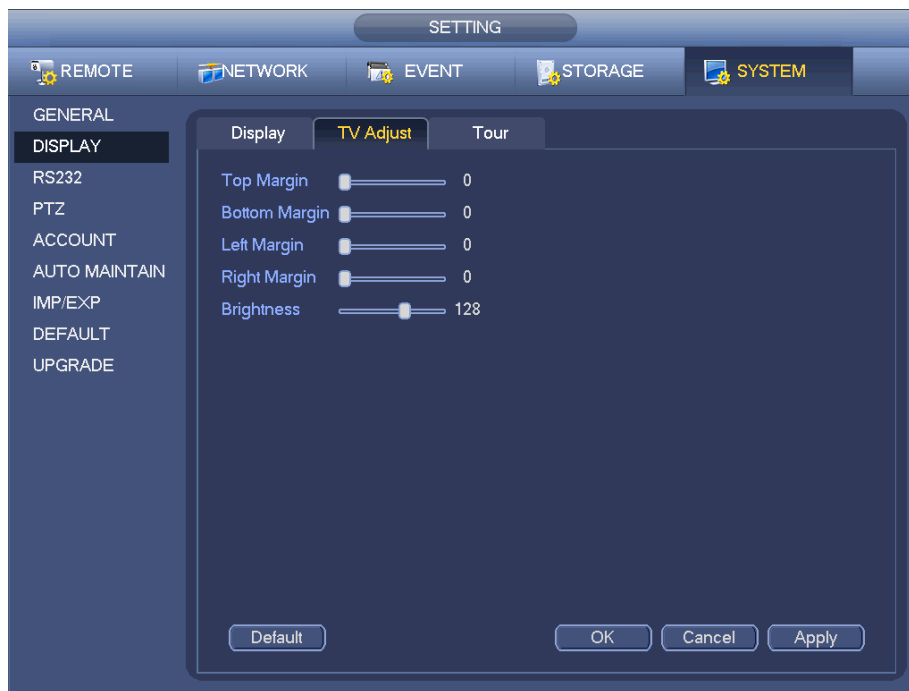 SETTING
REMOTE NETWORK EVENT STORAGE SYSTEM
GENERAL
DISPLAY
RS232
PTZ
ACCOUNT
AUTO MAINTAIN
IMP/EXP
DEFAULT
UPGRADE
Display TV Adjust Tour
Top Margin 0
Bottom Margin 0
Left Margin 0
Right Margin 0
Brightness 128
Default OK Cancel Apply